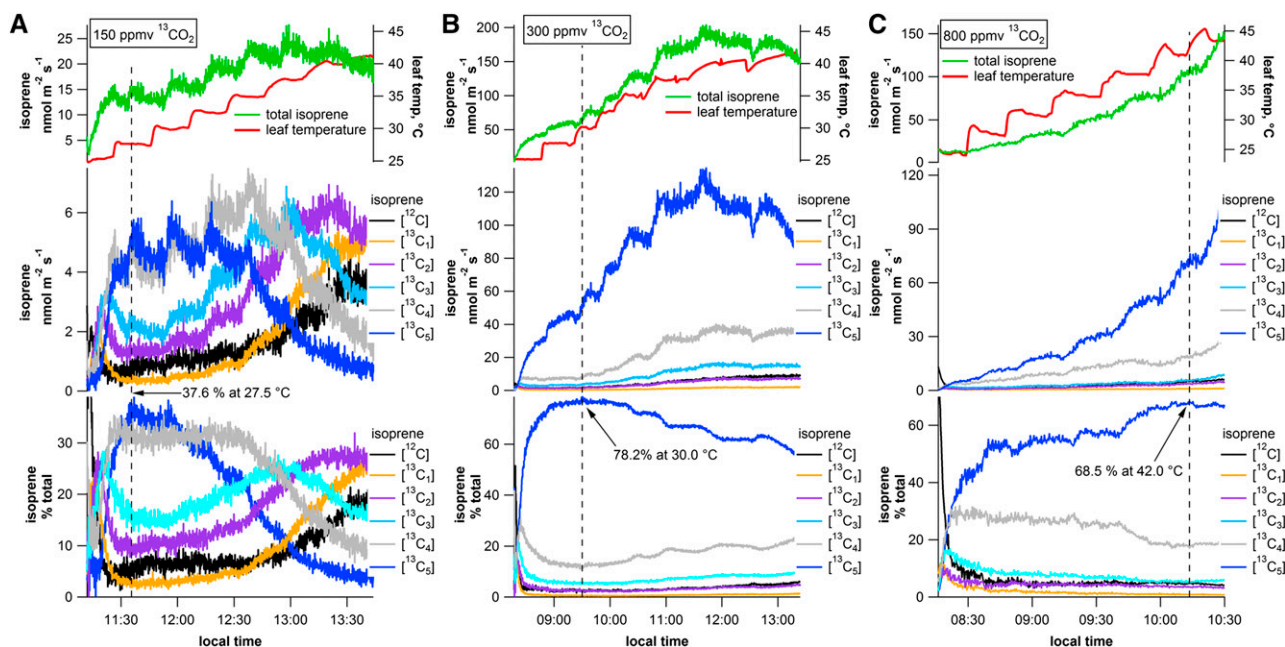 A
150 ppmv ¹³CO₂
25
20
15
10
5
isoprene
nmol m⁻² s⁻¹
total isoprene
leaf temperature
45
40
35
30
25
leaf temp, °C
6
4
2
0
isoprene
nmol m⁻² s⁻¹
isoprene
[¹²C]
[¹³C₁]
[¹³C₂]
[¹³C₃]
[¹³C₄]
[¹³C₅]
37.6 % at 27.5 °C
30
20
10
0
isoprene
% total
isoprene
[¹²C]
[¹³C₁]
[¹³C₂]
[¹³C₃]
[¹³C₄]
[¹³C₅]
11:30 12:00 12:30 13:00 13:30
local time
B
300 ppmv ¹³CO₂
200
150
100
50
isoprene
nmol m⁻² s⁻¹
total isoprene
leaf temperature
45
40
35
30
25
leaf temp, °C
120
100
80
60
40
20
0
isoprene
nmol m⁻² s⁻¹
isoprene
[¹²C]
[¹³C₁]
[¹³C₂]
[¹³C₃]
[¹³C₄]
[¹³C₅]
78.2% at 30.0 °C
80
60
40
20
0
isoprene
% total
isoprene
[¹²C]
[¹³C₁]
[¹³C₂]
[¹³C₃]
[¹³C₄]
[¹³C₅]
09:00 10:00 11:00 12:00 13:00
local time
C
800 ppmv ¹³CO₂
150
100
50
0
isoprene
nmol m⁻² s⁻¹
total isoprene
leaf temperature
45
40
35
30
25
leaf temp, °C
120
90
60
30
0
isoprene
nmol m⁻² s⁻¹
isoprene
[¹²C]
[¹³C₁]
[¹³C₂]
[¹³C₃]
[¹³C₄]
[¹³C₅]
68.5 % at 42.0 °C
60
40
20
0
isoprene
% total
isoprene
[¹²C]
[¹³C₁]
[¹³C₂]
[¹³C₃]
[¹³C₄]
[¹³C₅]
08:30 09:00 09:30 10:00 10:30
local time